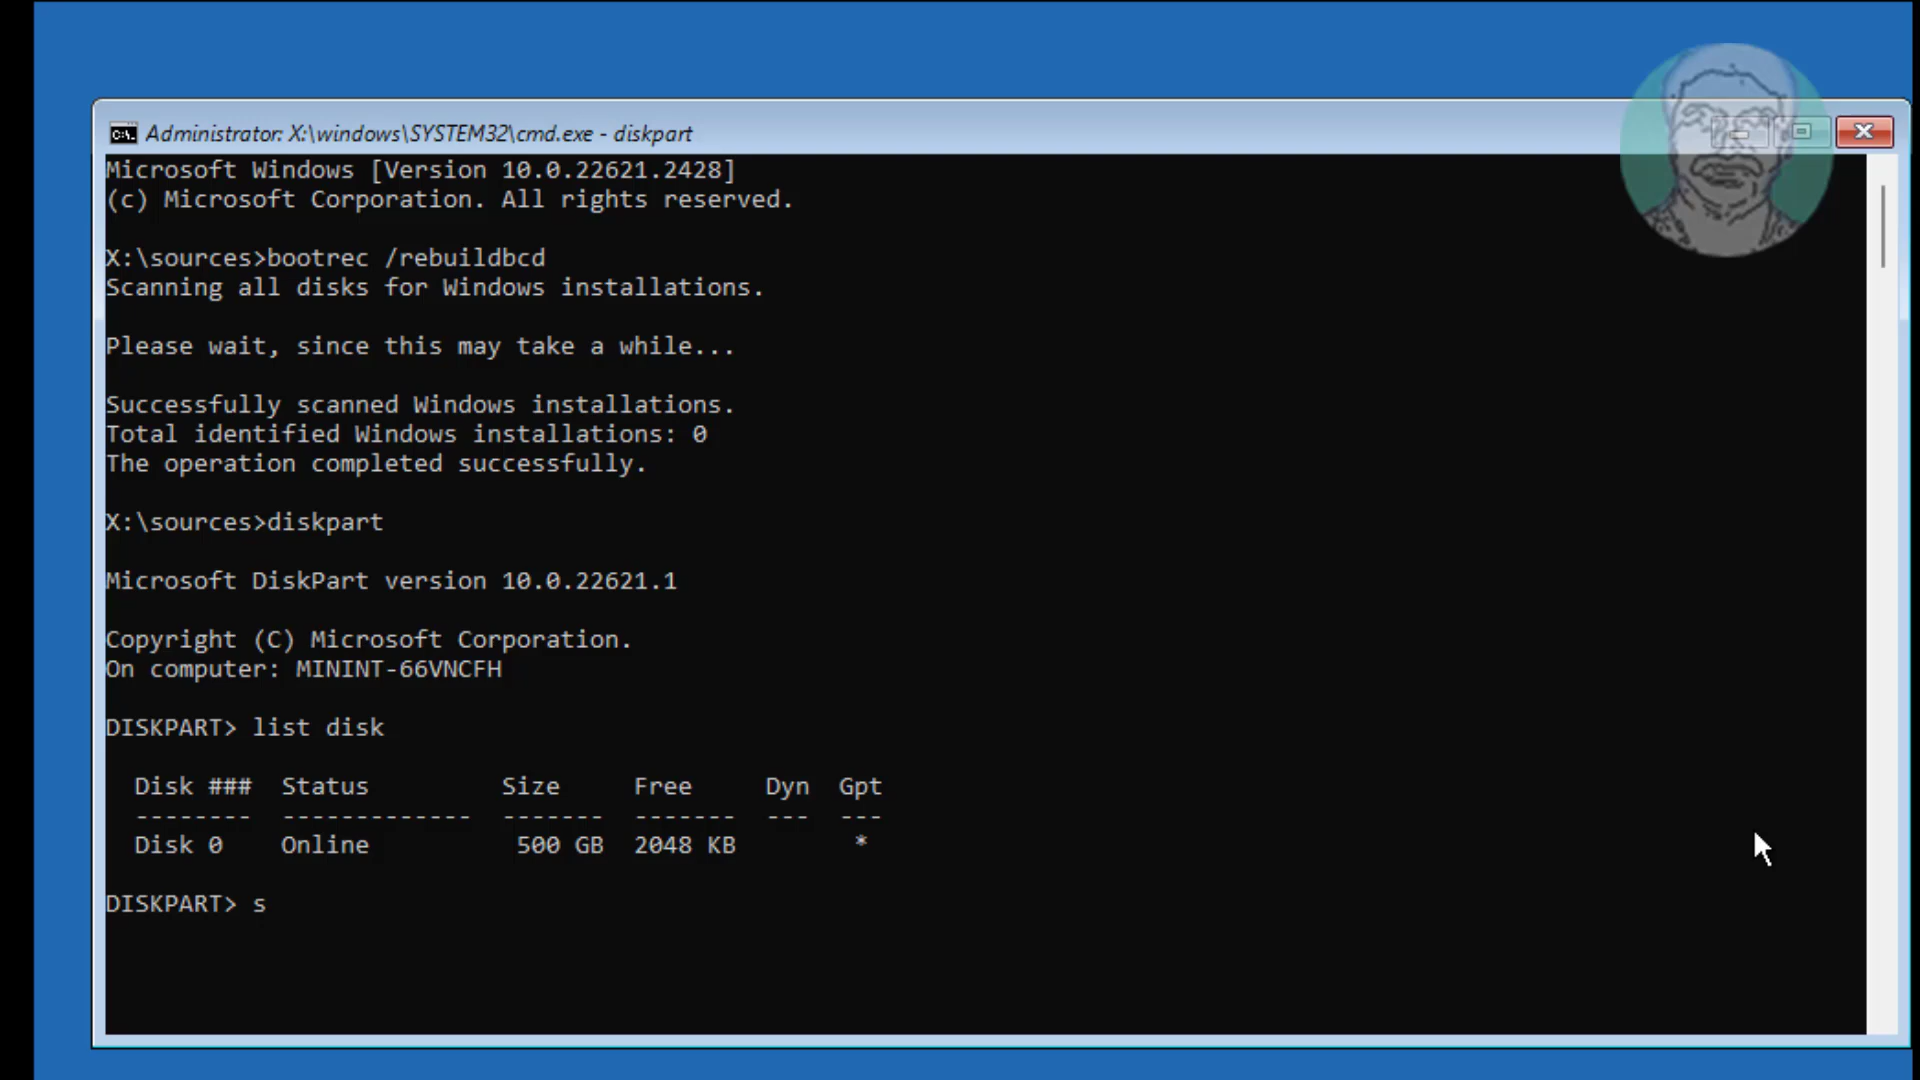 Administrator: X:\windows\SYSTEM32\cmd.exe - diskpart
Microsoft Windows [Version 10.0.22621.2428]
(c) Microsoft Corporation. All rights reserved.
X:\sources>bootrec /rebuildbcd
Scanning all disks for Windows installations.
Please wait, since this may take a while...
Successfully scanned Windows installations.
Total identified Windows installations: 0
The operation completed successfully.
X:\sources>diskpart
Microsoft DiskPart version 10.0.22621.1
Copyright (C) Microsoft Corporation.
On computer: MININT-66VNCFH
DISKPART> list disk
Disk ###  Status         Size     Free     Dyn  Gpt
--------  -------------  -------  -------  ---  ---
Disk 0    Online          500 GB  2048 KB        *
DISKPART> s